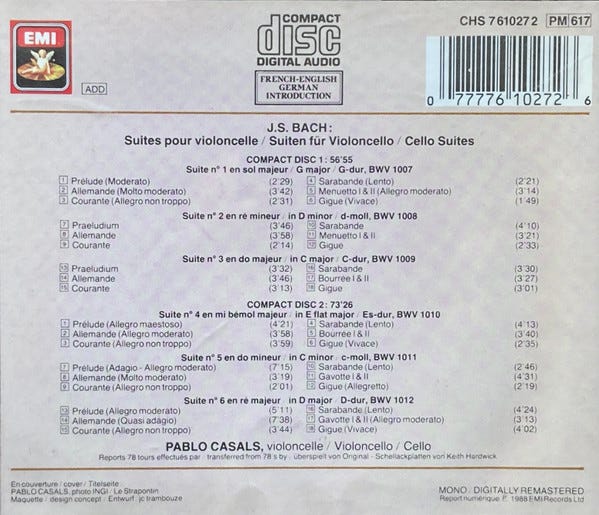 EMI
ADD
COMPACT
disc
DIGITAL AUDIO
FRENCH-ENGLISH
GERMAN
INTRODUCTION
CHS 7 61027 2 PM 617
0 77776 10272 6
J.S. BACH:
Suites pour violoncelle / Suiten für Violoncello / Cello Suites
COMPACT DISC 1: 56'55
Suite n° 1 en sol majeur / G major / G-dur, BWV 1007
1 Prélude (Moderato) (2'29) 4 Sarabande (Lento) (2'21)
2 Allemande (Molto moderato) (3'42) 5 Menuetto I & II (Allegro moderato) (3'14)
3 Courante (Allegro non troppo) (2'31) 6 Gigue (Vivace) (1'49)
Suite n° 2 en ré mineur / in D minor / d-moll, BWV 1008
7 Praeludium (3'46) 10 Sarabande (4'10)
8 Allemande (3'58) 11 Menuetto I & II (3'21)
9 Courante (2'14) 12 Gigue (2'33)
Suite n° 3 en do majeur / in C major / C-dur, BWV 1009
13 Praeludium (3'32) 16 Sarabande (3'30)
14 Allemande (3'46) 17 Bourrée I & II (3'27)
15 Courante (3'13) 18 Gigue (3'01)
COMPACT DISC 2: 73'26
Suite n° 4 en mi bémol majeur / in E flat major / Es-dur, BWV 1010
1 Prélude (Allegro maestoso) (4'21) 4 Sarabande (Lento) (4'13)
2 Allemande (Allegro moderato) (3'58) 5 Bourrée I & II (3'40)
3 Courante (Allegro non troppo) (3'59) 6 Gigue (Vivace) (2'35)
Suite n° 5 en do mineur / in C minor / c-moll, BWV 1011
7 Prélude (Adagio - Allegro moderato) (7'15) 10 Sarabande (Lento) (2'46)
8 Allemande (Molto moderato) (3'19) 11 Gavotte I & II (4'31)
9 Courante (Allegro non troppo) (2'01) 12 Gigue (Allegretto) (2'19)
Suite n° 6 en ré majeur / in D major / D-dur, BWV 1012
13 Prélude (Allegro moderato) (5'11) 16 Sarabande (Lento) (4'24)
14 Allemande (Quasi adagio) (7'38) 17 Gavotte I & II (Allegro moderato) (3'13)
15 Courante (Allegro non troppo) (3'44) 18 Gigue (Vivace) (4'02)
PABLO CASALS, violoncelle / Violoncello / Cello
Reports 78 tours effectués par / transferred from 78's by / überspielt von Original - Schellackplatten von Keith Hardwick
En couverture / cover / Titelseite
PABLO CASALS, photo INGI / Le Strapontin
Maquette / design concept - Entwurf: jc trambouze
MONO / DIGITALLY REMASTERED
Report numérique ℗ 1988 EMI Records Ltd